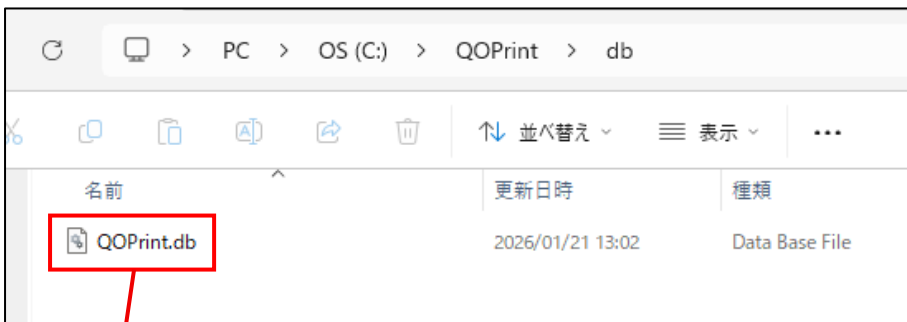 PC > OS (C:) > QOPrint > db
並べ替え 表示 ...
名前 更新日時 種類
QOPrint.db 2026/01/21 13:02 Data Base File